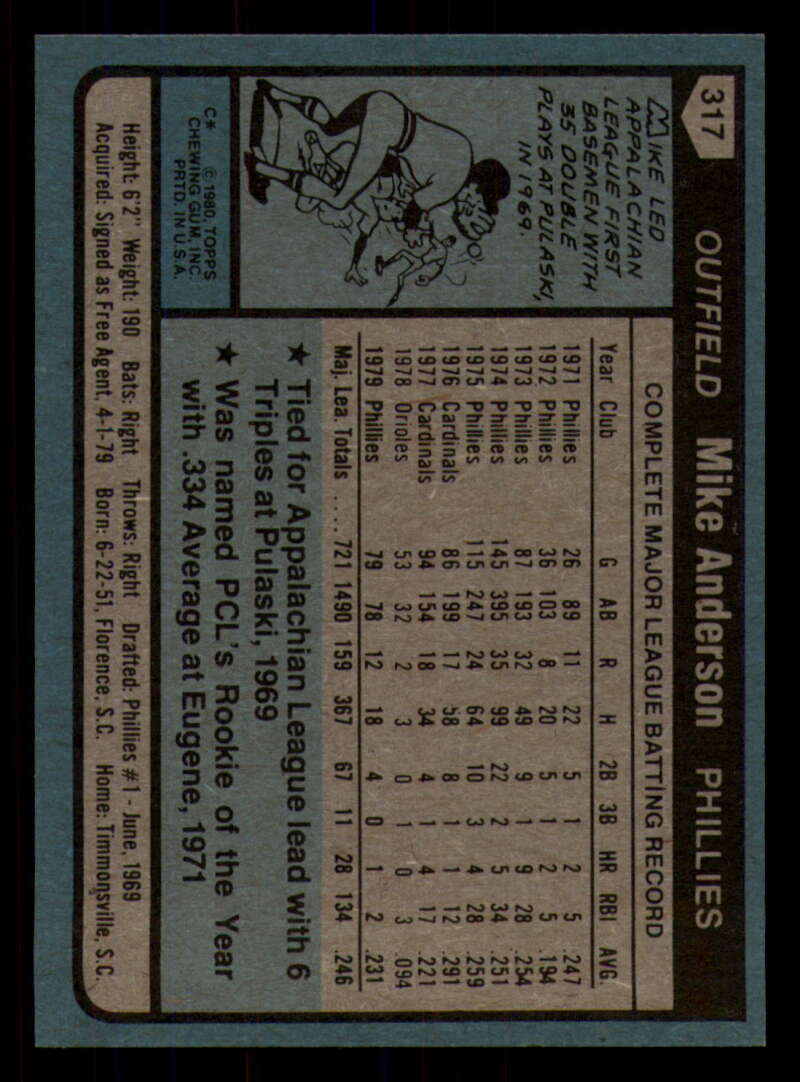 317
OUTFIELD Mike Anderson PHILLIES
MIKE LED
APPALACHIAN
LEAGUE FIRST
BASEMEN WITH
35 DOUBLE
PLAYS AT PULASKI,
IN 1969.
C* © 1980, TOPPS
CHEWING GUM, INC.
PRTD. IN U.S.A.
COMPLETE MAJOR LEAGUE BATTING RECORD
Year Club G AB R H 2B 3B HR RBI AVG.
1971 Phillies 26 89 11 22 5 1 2 5 .247
1972 Phillies 36 103 8 20 5 1 2 5 .194
1973 Phillies 87 193 32 49 9 1 9 28 .254
1974 Phillies 145 395 35 99 22 2 5 34 .251
1975 Phillies 115 247 24 64 10 3 4 28 .259
1976 Cardinals 86 199 17 58 8 1 1 12 .291
1977 Cardinals 94 154 18 34 4 1 4 17 .221
1978 Orioles 53 32 2 3 0 1 0 3 .094
1979 Phillies 79 78 12 18 4 0 1 2 .231
Maj. Lea. Totals .... 721 1490 159 367 67 11 28 134 .246
★ Tied for Appalachian League lead with 6
Triples at Pulaski, 1969
★ Was named PCL's Rookie of the Year
with .334 Average at Eugene, 1971
Height: 6'2" Weight: 190 Bats: Right Throws: Right Drafted: Phillies #1 - June, 1969
Acquired: Signed as Free Agent, 4-1-79 Born: 6-22-51, Florence, S.C. Home: Timmonsville, S.C.